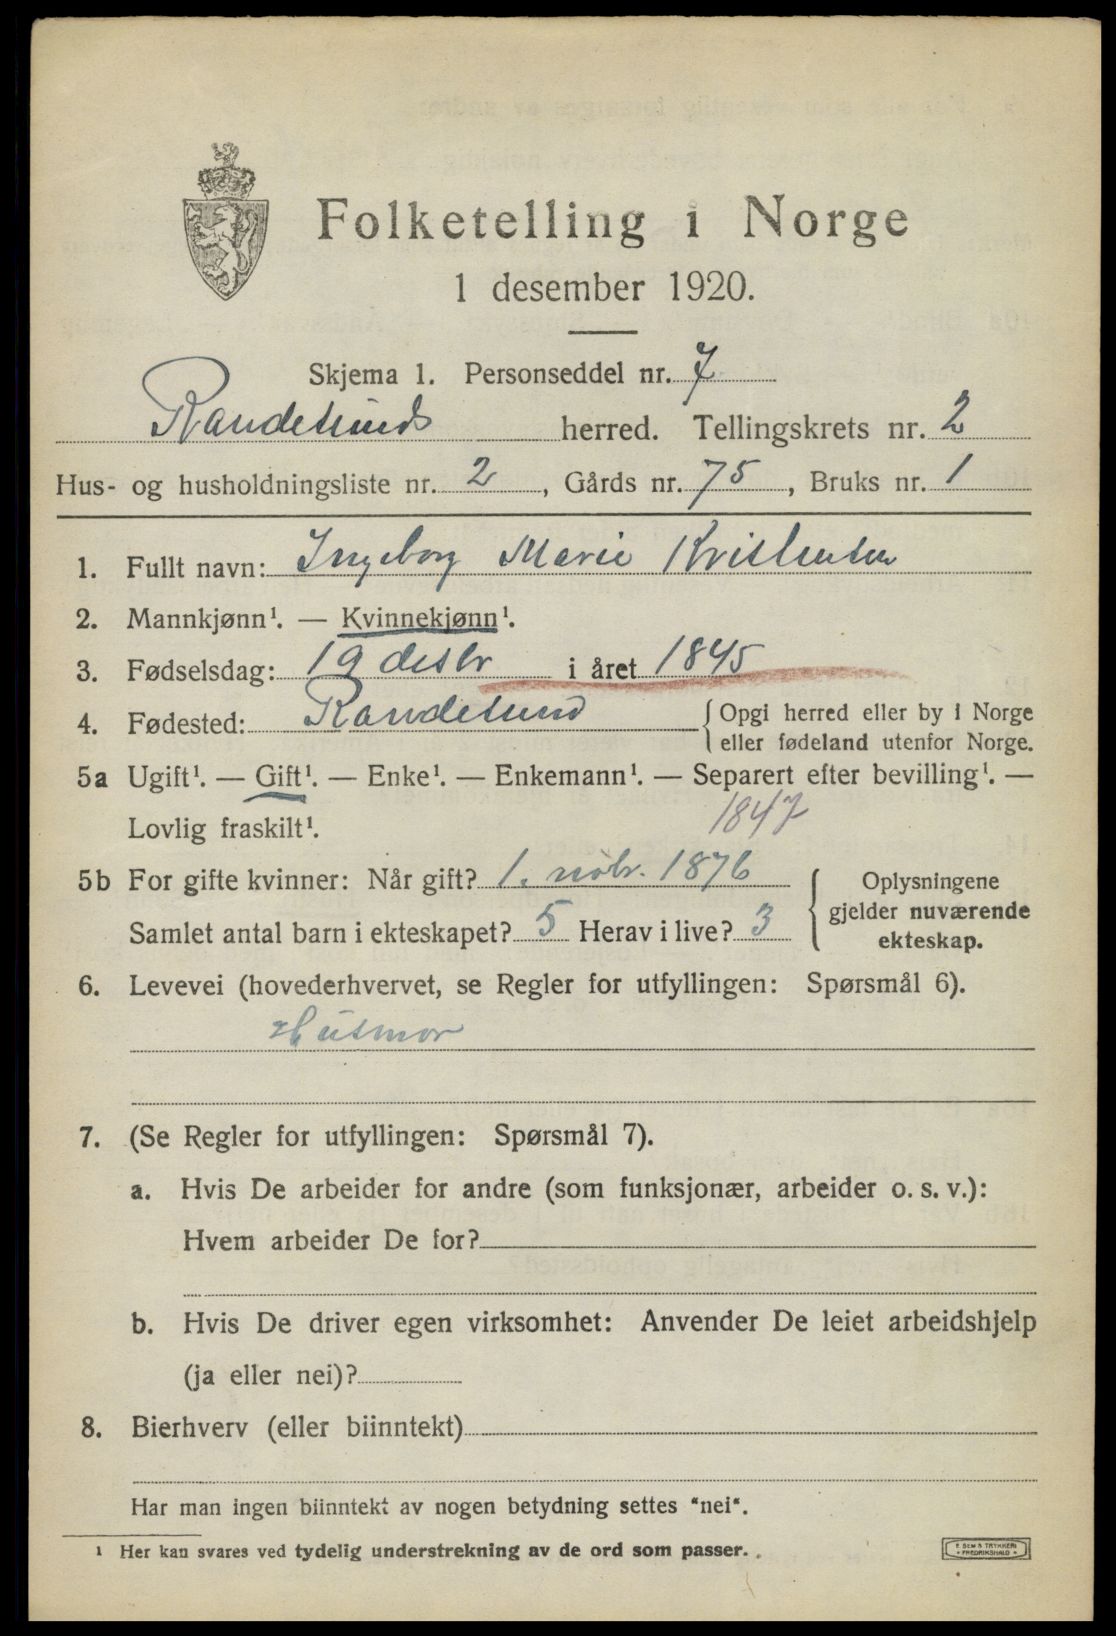 Folketelling i Norge
1 desember 1920.
Skjema 1. Personseddel nr. 7
Randesunds herred. Tellingskrets nr. 2
Hus- og husholdningsliste nr. 2, Gårds nr. 75, Bruks nr. 1
1. Fullt navn: Ingeborg Marie Kristensen
2. Mannkjønn¹. — Kvinnekjønn¹.
3. Fødselsdag: 19 desbr i året 1845
4. Fødested: Randesund {Opgi herred eller by i Norge
eller fødeland utenfor Norge.
5a Ugift¹. — Gift¹. — Enke¹. — Enkemann¹. — Separert efter bevilling¹. —
Lovlig fraskilt¹. 1847
5b For gifte kvinner: Når gift? 1. novbr. 1876
Samlet antal barn i ekteskapet? 5 Herav i live? 3
{Oplysningene
gjelder nuværende
ekteskap.
6. Levevei (hovederhvervet, se Regler for utfyllingen: Spørsmål 6).
Husmor
7. (Se Regler for utfyllingen: Spørsmål 7).
a. Hvis De arbeider for andre (som funksjonær, arbeider o. s. v.):
Hvem arbeider De for?
b. Hvis De driver egen virksomhet: Anvender De leiet arbeidshjelp
(ja eller nei)?
8. Bierhverv (eller biinntekt)
Har man ingen biinntekt av nogen betydning settes "nei".
¹ Her kan svares ved tydelig understrekning av de ord som passer.
F. SEM'S TRYKKERI
FREDRIKSHALD